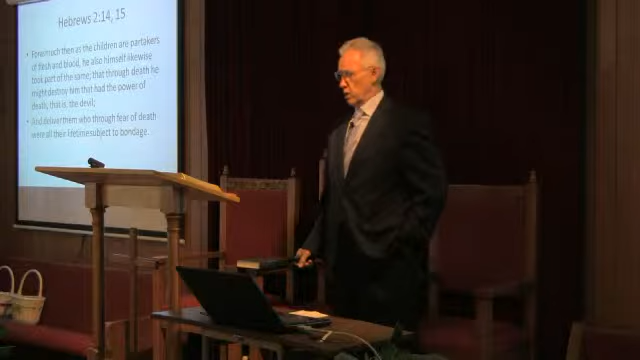 Hebrews 2:14, 15
• Forasmuch then as the children are partakers
of flesh and blood, he also himself likewise
took part of the same; that through death he
might destroy him that had the power of
death, that is, the devil;
• And deliver them who through fear of death
were all their lifetime subject to bondage.